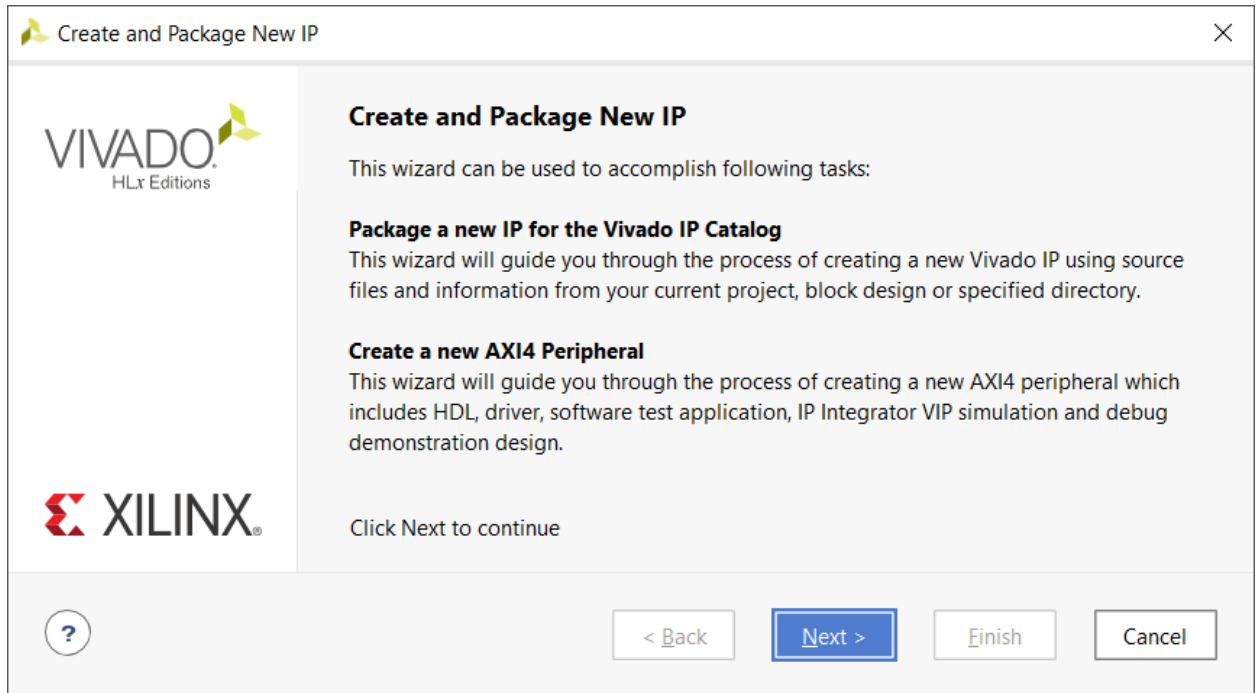 Create and Package New IP
VIVADO.
HLx Editions
Create and Package New IP
This wizard can be used to accomplish following tasks:
Package a new IP for the Vivado IP Catalog
This wizard will guide you through the process of creating a new Vivado IP using source
files and information from your current project, block design or specified directory.
Create a new AXI4 Peripheral
This wizard will guide you through the process of creating a new AXI4 peripheral which
includes HDL, driver, software test application, IP Integrator VIP simulation and debug
demonstration design.
XILINX®
Click Next to continue
?
< Back
Next >
Finish
Cancel